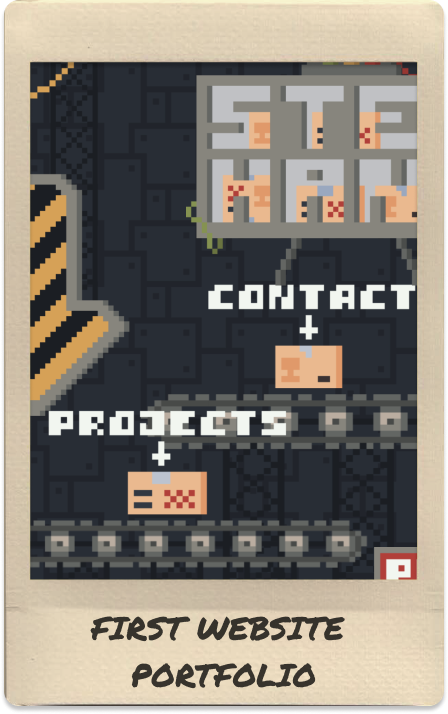 STE
HAN
CONTACT
PROJECTS
P
FIRST WEBSITE
PORTFOLIO